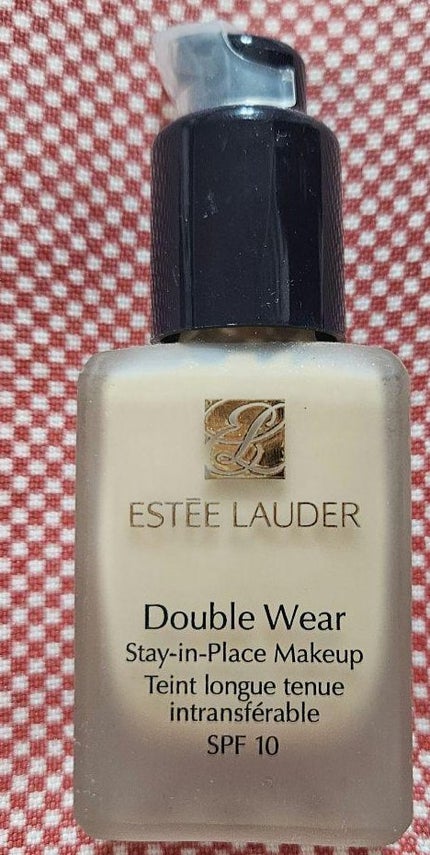 ESTĒE LAUDER
Double Wear
Stay-in-Place Makeup
Teint longue tenue
intransférable
SPF 10